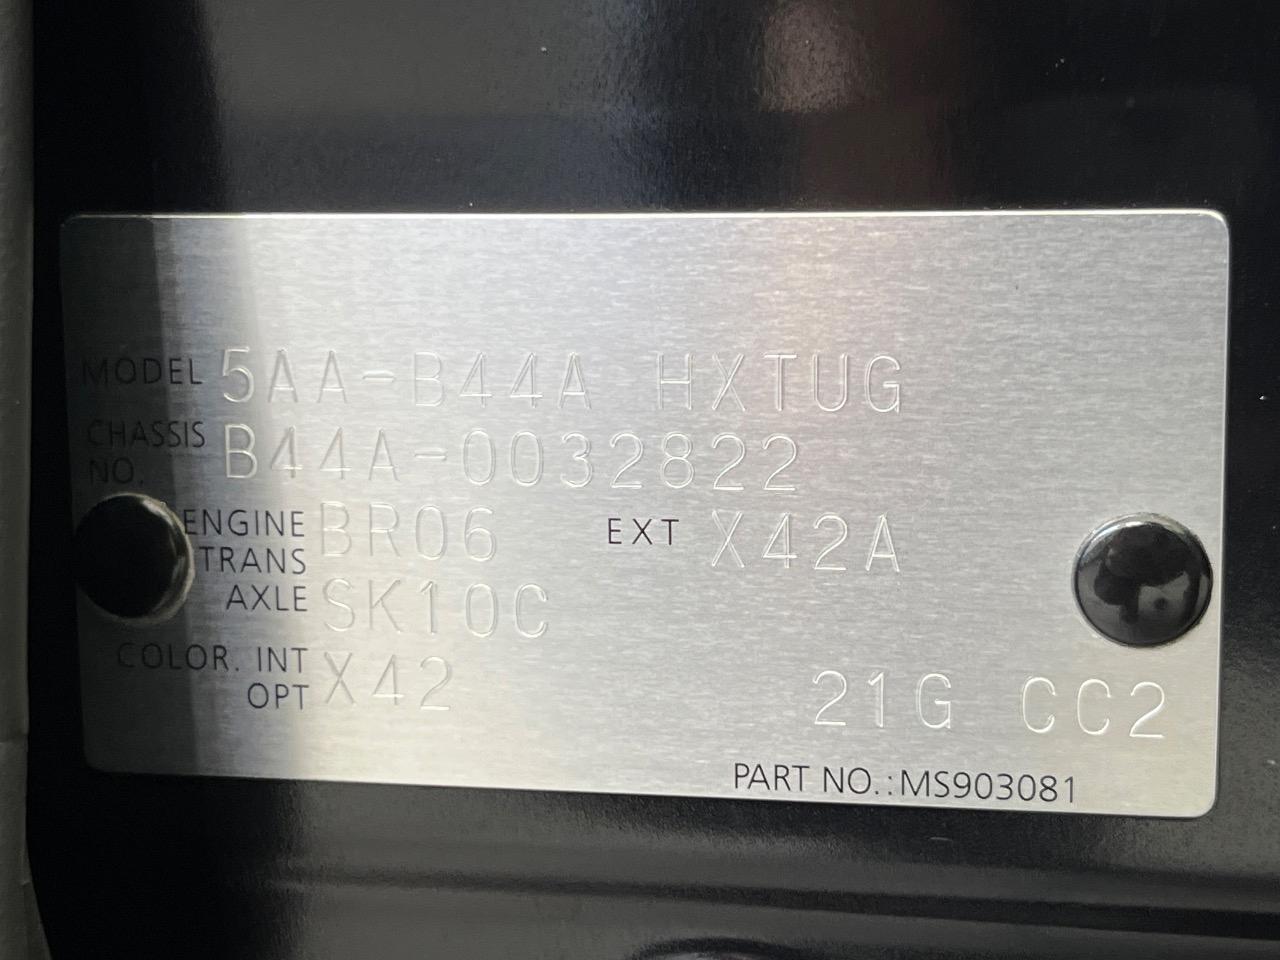 MODEL 5AA-B44A HXTUG
CHASSIS NO. B44A-0032822
ENGINE BR06 EXT X42A
TRANS AXLE SK10C
COLOR. INT OPT X42 21G CC2
PART NO.:MS903081